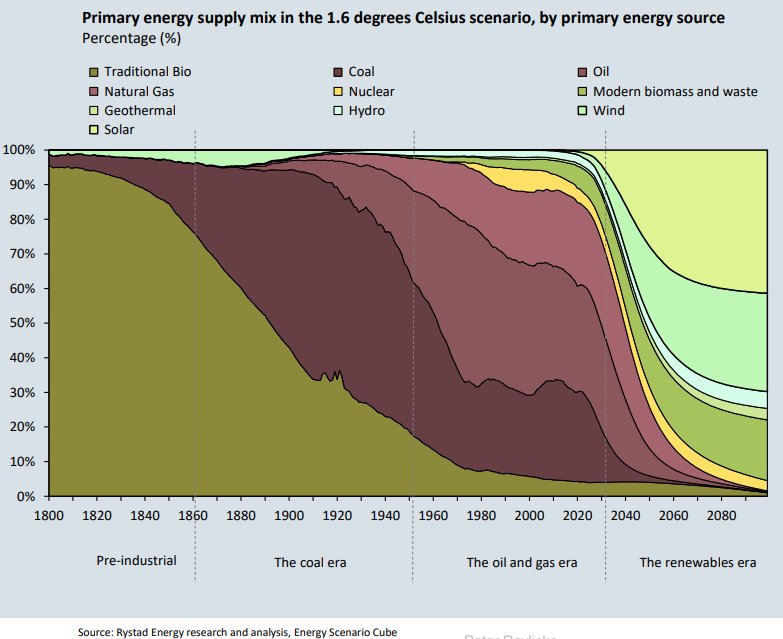 Primary energy supply mix in the 1.6 degrees Celsius scenario, by primary energy source
Percentage (%)
Traditional Bio Coal Oil
Natural Gas Nuclear Modern biomass and waste
Geothermal Hydro Wind
Solar
100%
90%
80%
70%
60%
50%
40%
30%
20%
10%
0%
1800 1820 1840 1860 1880 1900 1920 1940 1960 1980 2000 2020 2040 2060 2080
Pre-industrial The coal era The oil and gas era The renewables era
Source: Rystad Energy research and analysis, Energy Scenario Cube